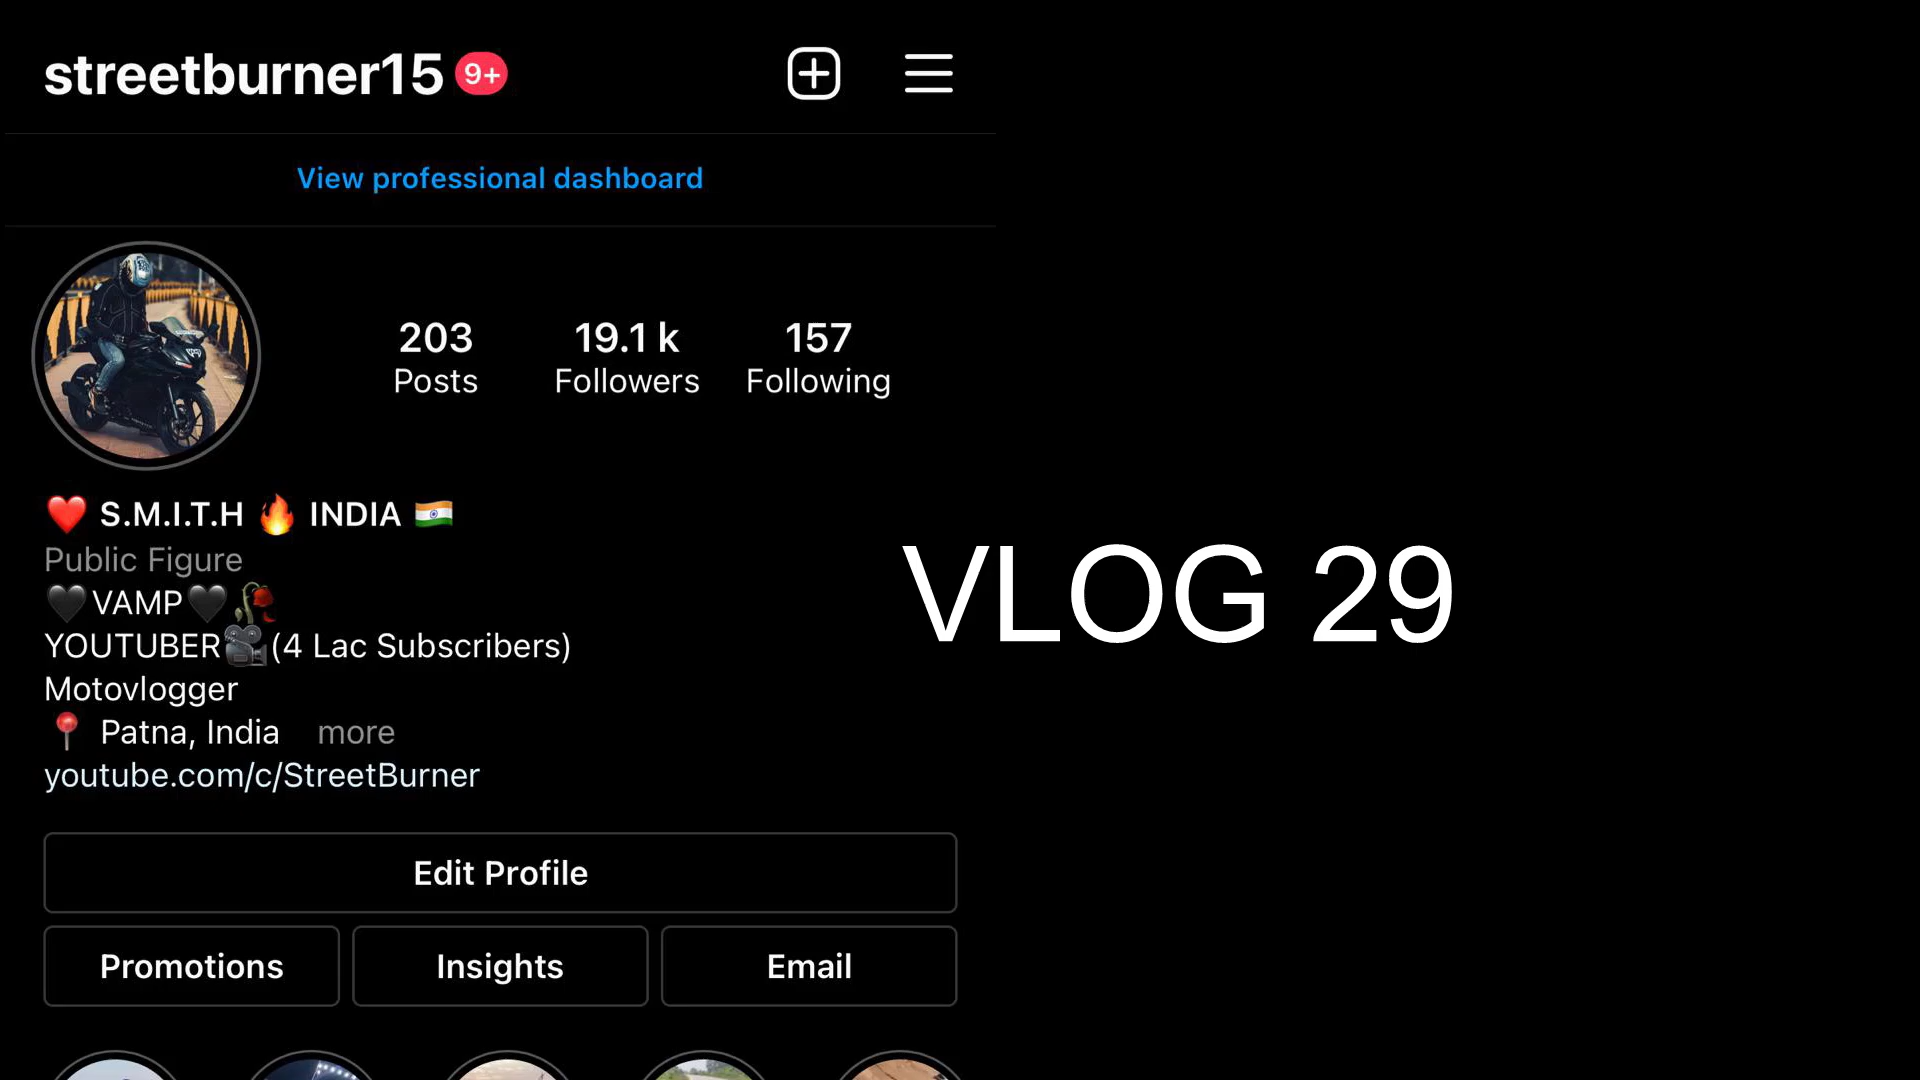 streetburner15 9+
View professional dashboard
203 19.1 k 157
Posts Followers Following
❤️ S.M.I.T.H 🔥 INDIA 🇮🇳
Public Figure
🖤VAMP🖤🥀
YOUTUBER🎥(4 Lac Subscribers)
Motovlogger
📍 Patna, India more
youtube.com/c/StreetBurner
Edit Profile
Promotions Insights Email
VLOG 29